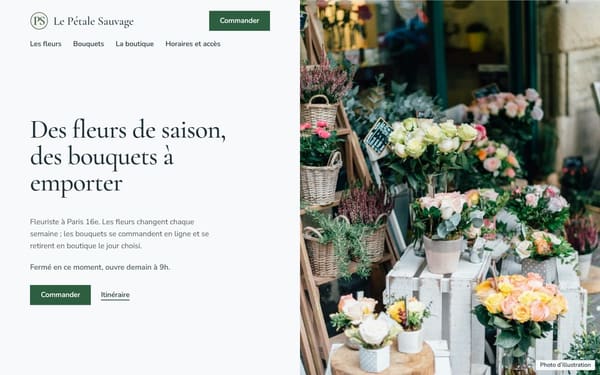 PS Le Pétale Sauvage
Commander
Les fleurs Bouquets La boutique Horaires et accès
Des fleurs de saison,
des bouquets à
emporter
Fleuriste à Paris 16e. Les fleurs changent chaque
semaine ; les bouquets se commandent en ligne et se
retirent en boutique le jour choisi.
Fermé en ce moment, ouvre demain à 9h.
Commander Itinéraire
Photo d'illustration